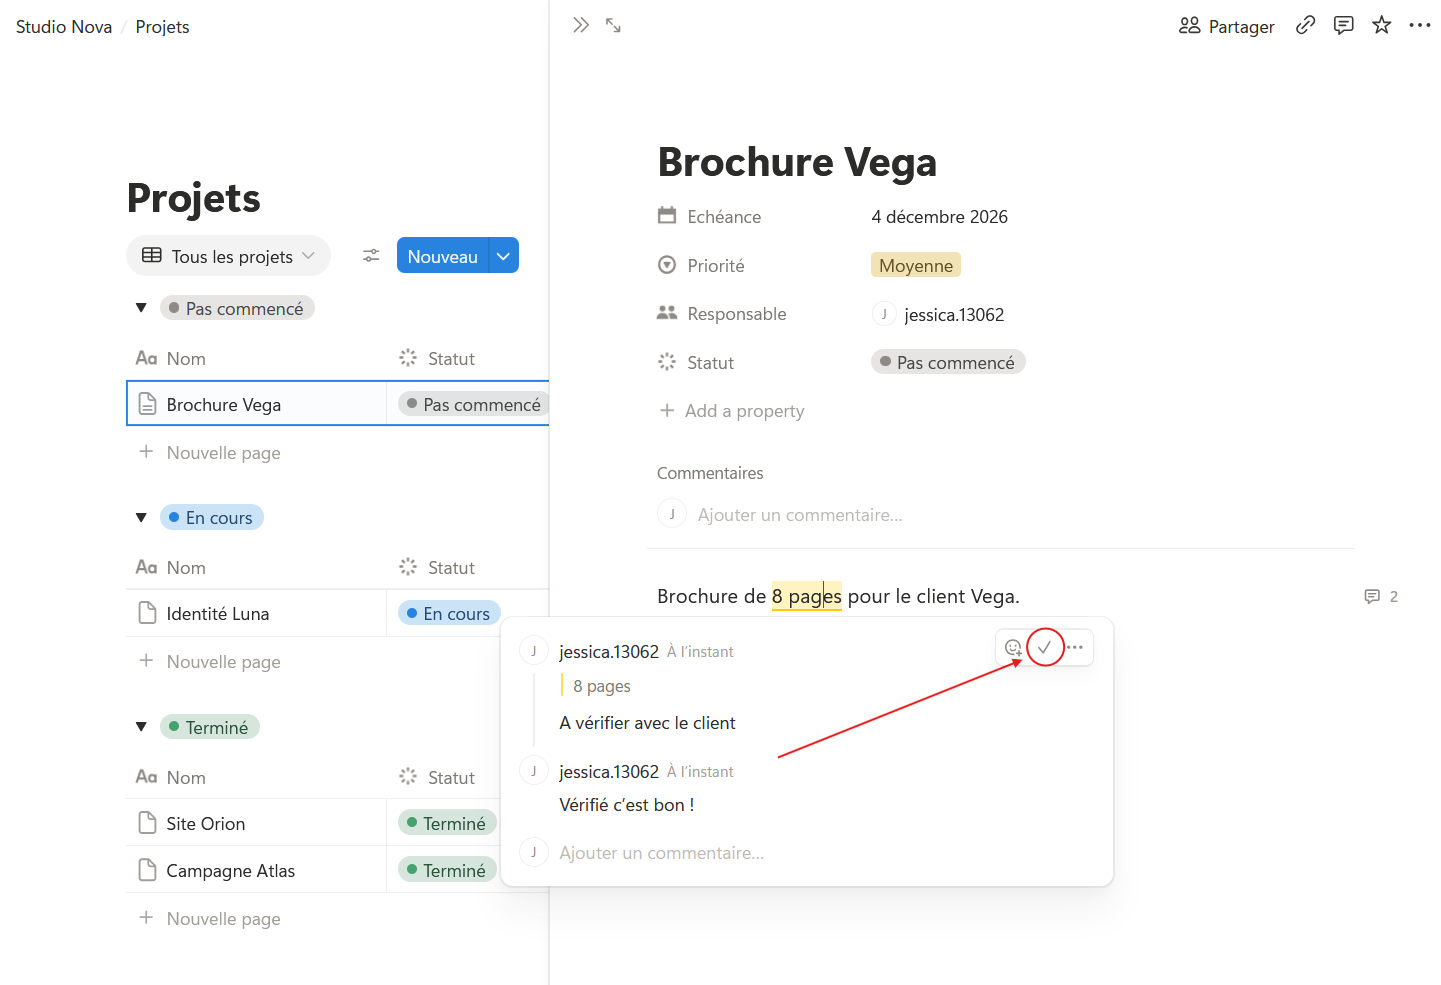 Studio Nova / Projets
Partager
Projets
Tous les projets
Nouveau
Pas commencé
Aa Nom
Statut
Brochure Vega
Pas commencé
Nouvelle page
En cours
Aa Nom
Statut
Identité Luna
En cours
Nouvelle page
Terminé
Aa Nom
Statut
Site Orion
Terminé
Campagne Atlas
Terminé
Nouvelle page
Brochure Vega
Echéance
4 décembre 2026
Priorité
Moyenne
Responsable
J jessica.13062
Statut
Pas commencé
Add a property
Commentaires
J Ajouter un commentaire...
Brochure de 8 pages pour le client Vega.
2
J jessica.13062 À l’instant
8 pages
A vérifier avec le client
J jessica.13062 À l’instant
Vérifié c’est bon !
J Ajouter un commentaire...